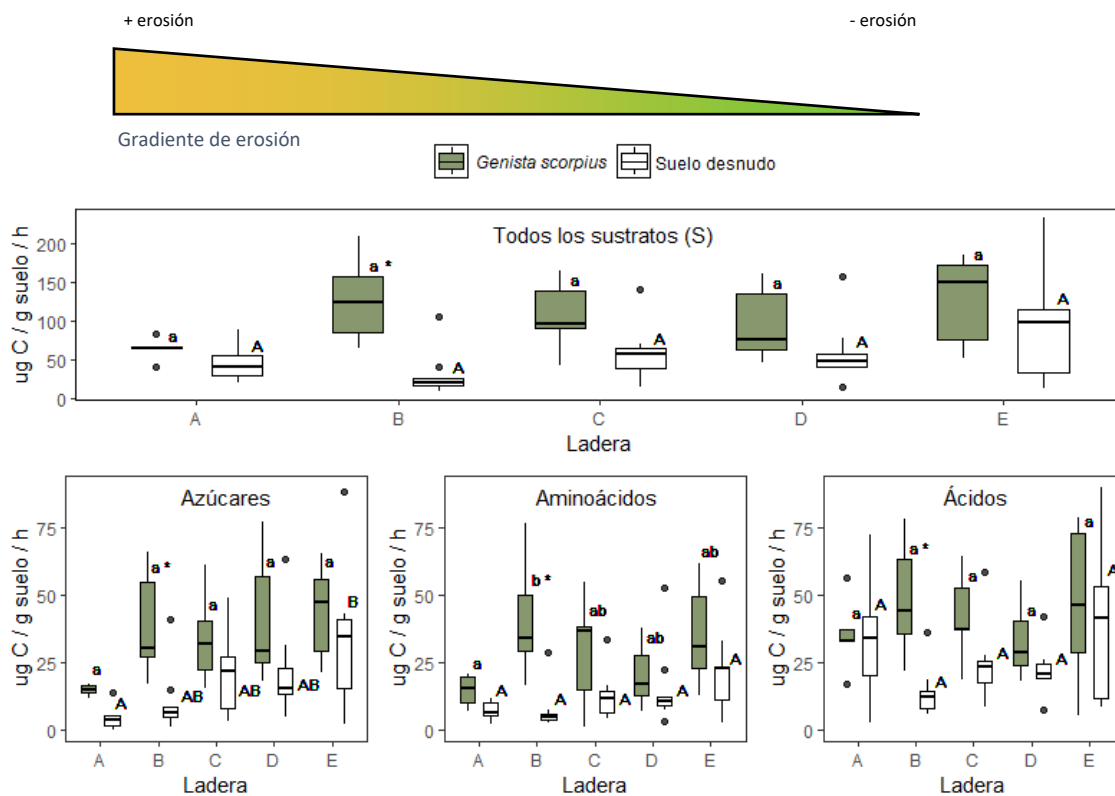 + erosión
- erosión
Gradiente de erosión
Genista scorpius
Suelo desnudo
Todos los sustratos (S)
ug C / g suelo / h
200
150
100
50
0
a
A
a *
A
a
A
a
A
a
A
A
B
C
D
E
Ladera
Azúcares
ug C / g suelo / h
75
50
25
0
a
A
a *
AB
a
AB
a
AB
a
B
A
B
C
D
E
Ladera
Aminoácidos
ug C / g suelo / h
75
50
25
0
a
A
b *
A
ab
A
ab
A
ab
A
A
B
C
D
E
Ladera
Ácidos
ug C / g suelo / h
75
50
25
0
a
A
a *
A
a
A
a
A
a
A
A
B
C
D
E
Ladera